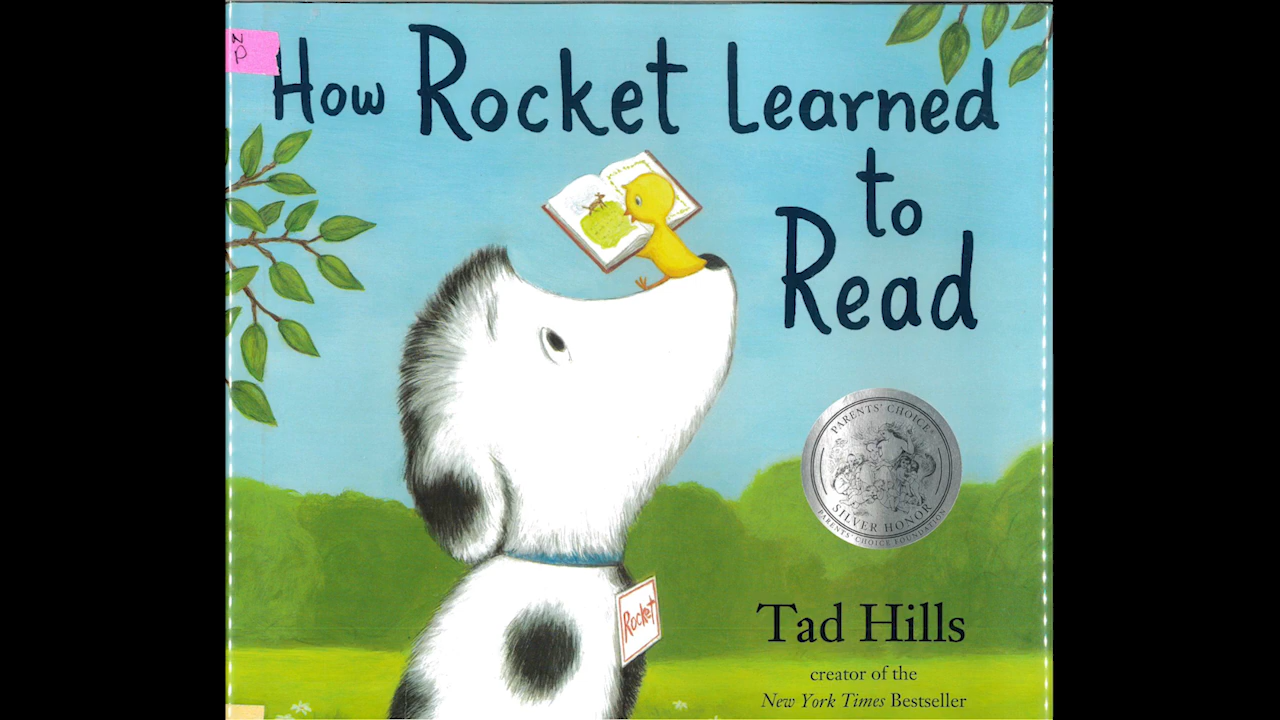 N
P
How Rocket Learned
to
Read
PARENTS' CHOICE
SILVER HONOR
PARENTS' CHOICE FOUNDATION
Rocket
Tad Hills
creator of the
New York Times Bestseller